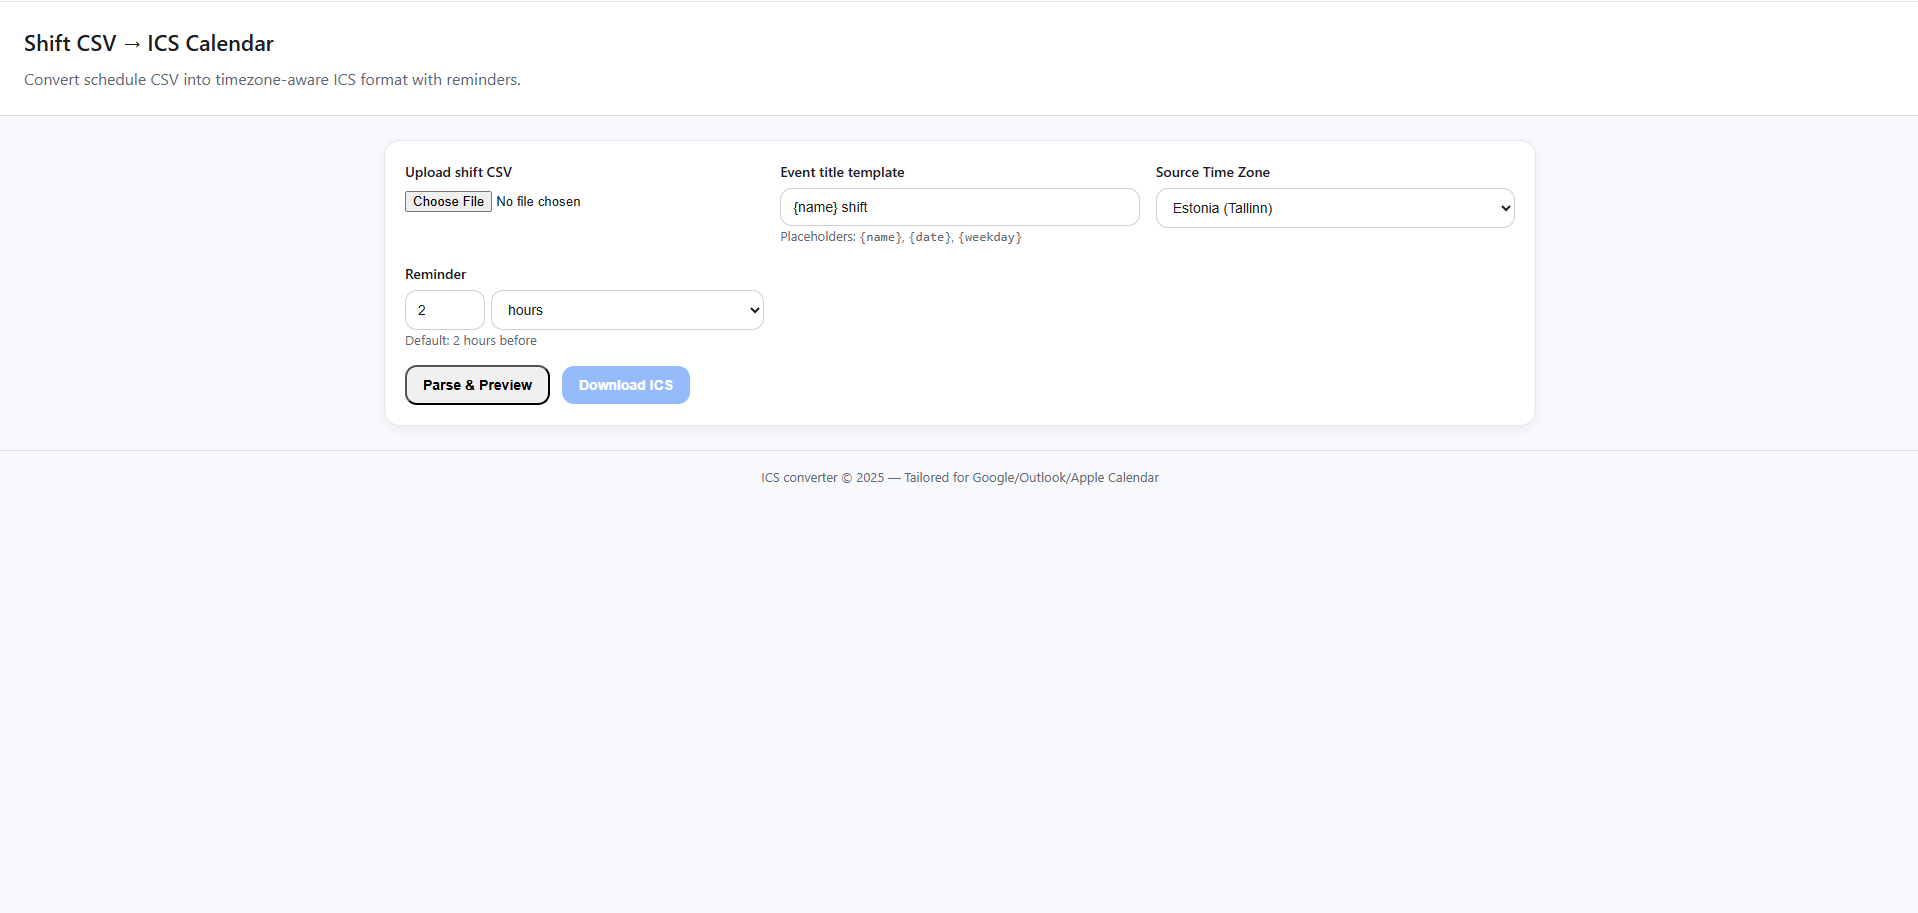 Shift CSV → ICS Calendar
Convert schedule CSV into timezone-aware ICS format with reminders.
Upload shift CSV
Choose File No file chosen
Event title template
{name} shift
Placeholders: {name}, {date}, {weekday}
Source Time Zone
Estonia (Tallinn)
Reminder
2 hours
Default: 2 hours before
Parse & Preview Download ICS
ICS converter © 2025 — Tailored for Google/Outlook/Apple Calendar